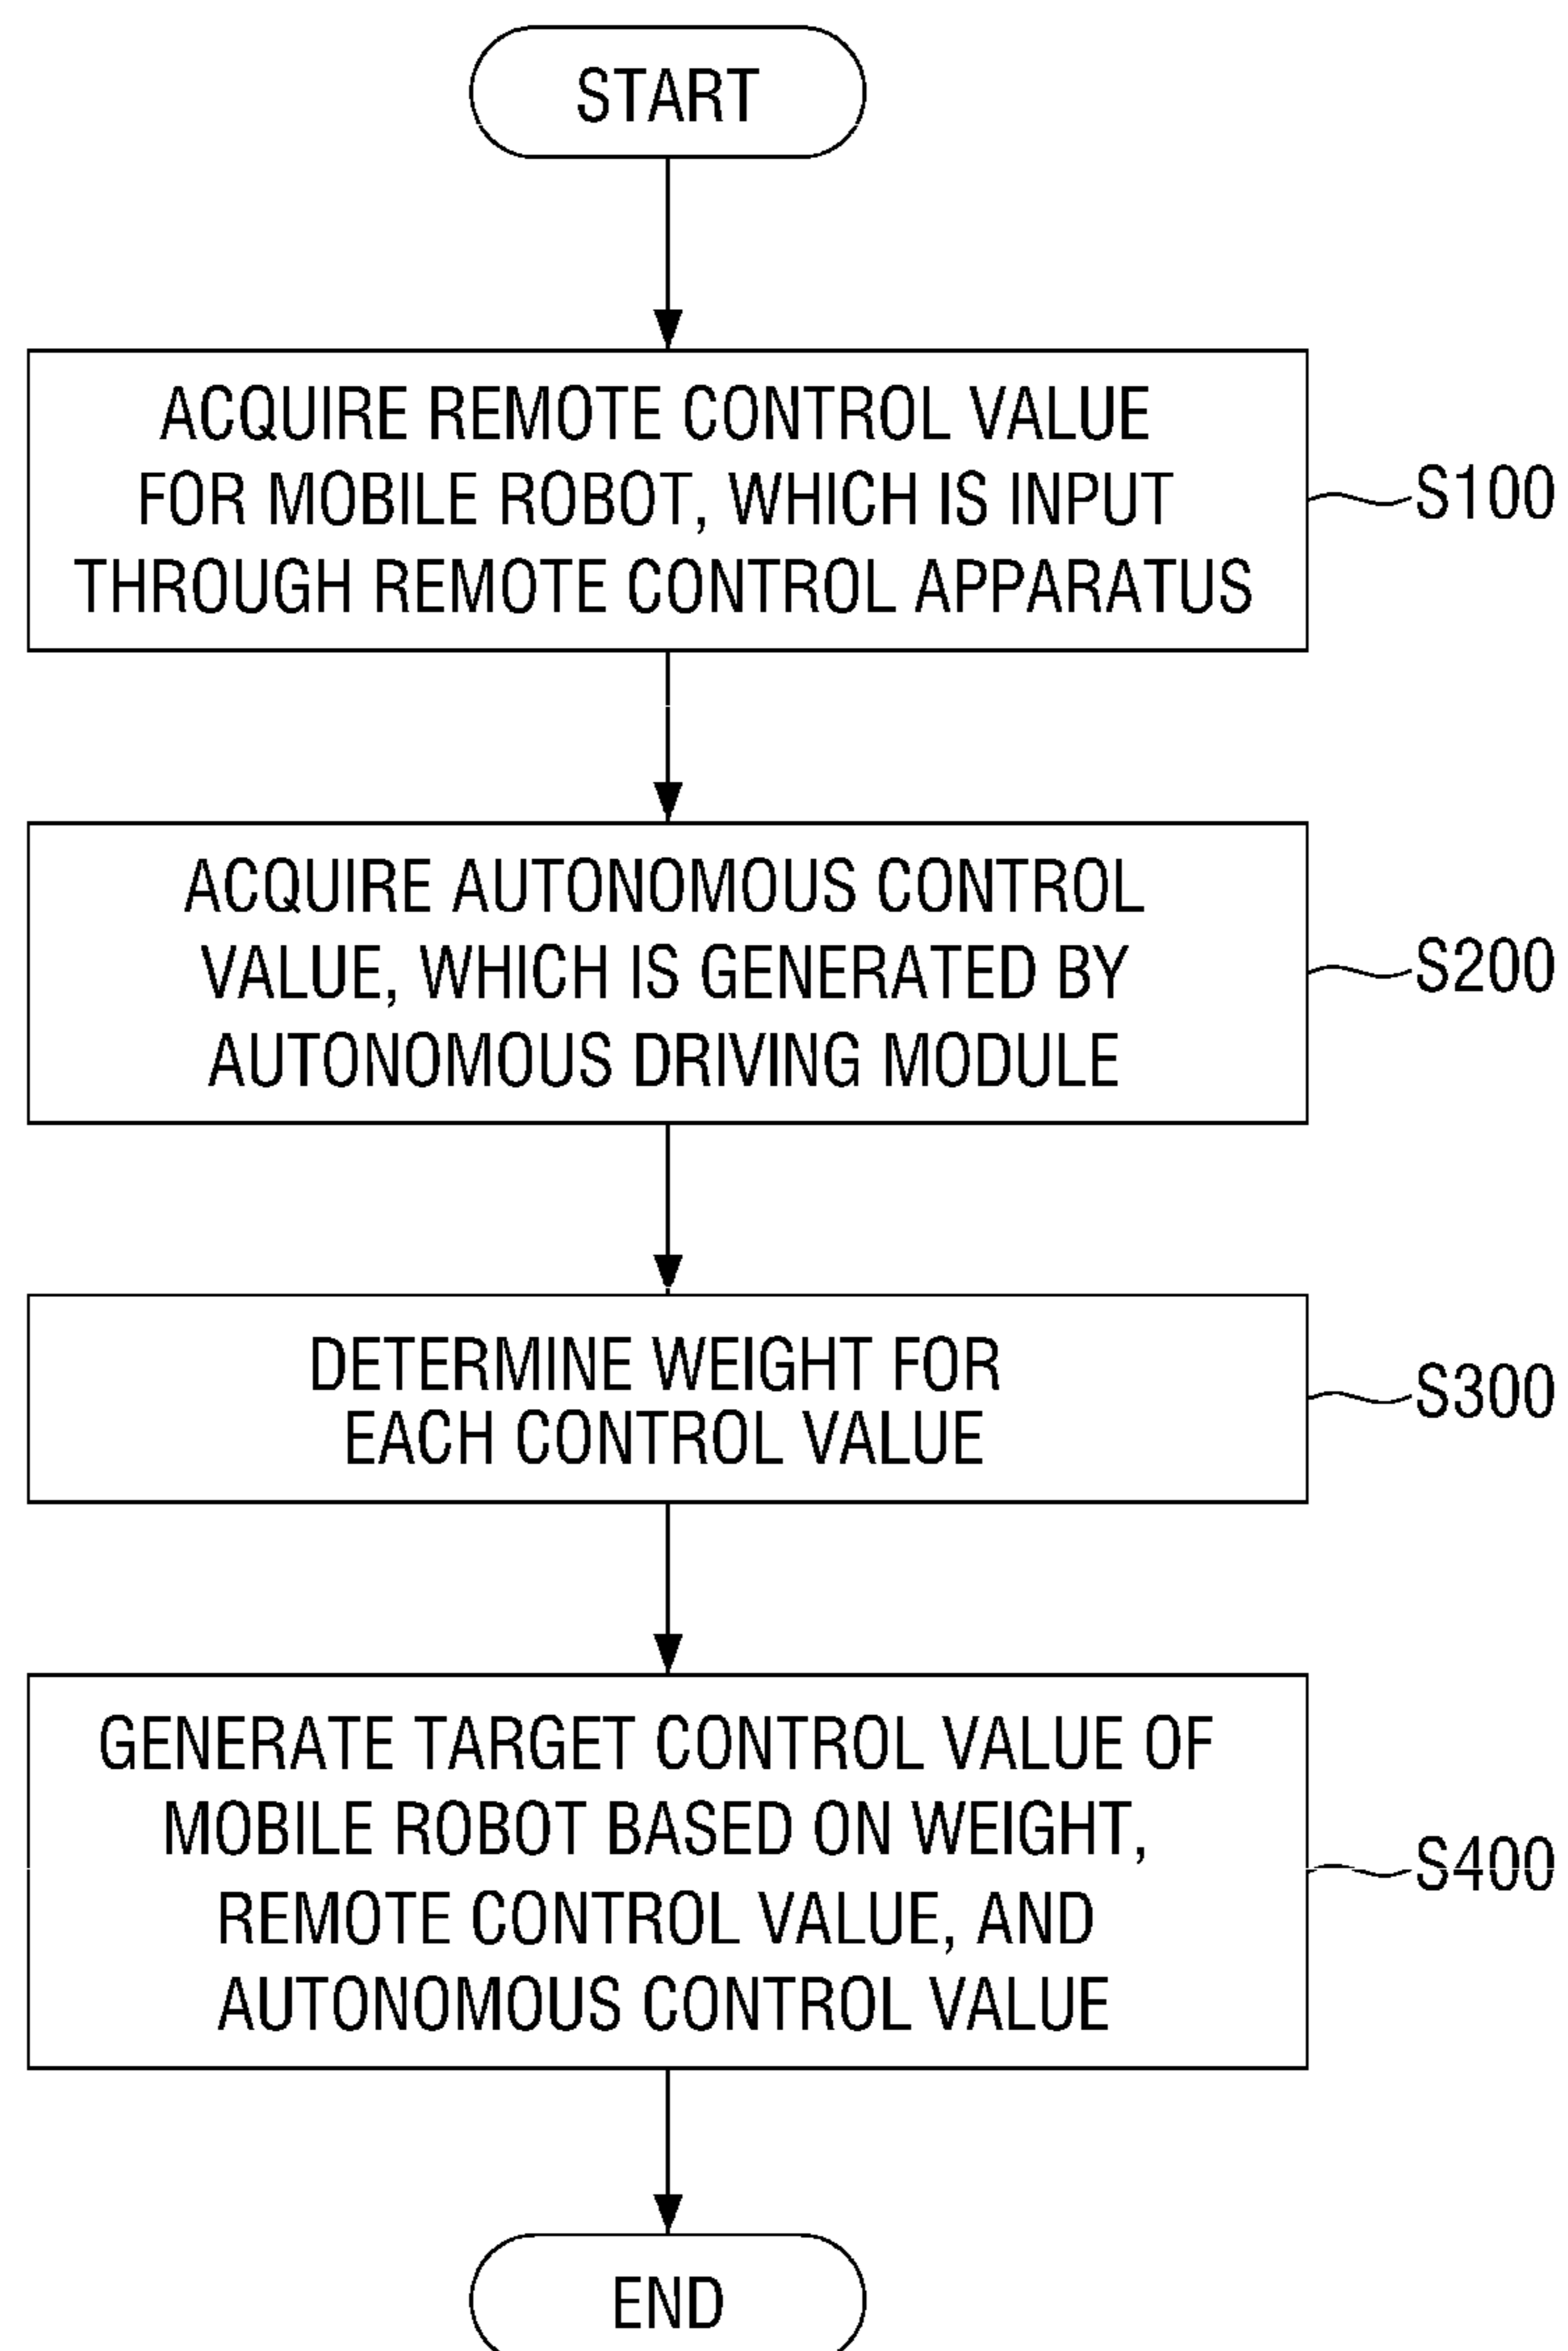 START
ACQUIRE REMOTE CONTROL VALUE
FOR MOBILE ROBOT, WHICH IS INPUT
THROUGH REMOTE CONTROL APPARATUS
S100
ACQUIRE AUTONOMOUS CONTROL
VALUE, WHICH IS GENERATED BY
AUTONOMOUS DRIVING MODULE
S200
DETERMINE WEIGHT FOR
EACH CONTROL VALUE
S300
GENERATE TARGET CONTROL VALUE OF
MOBILE ROBOT BASED ON WEIGHT,
REMOTE CONTROL VALUE, AND
AUTONOMOUS CONTROL VALUE
S400
END